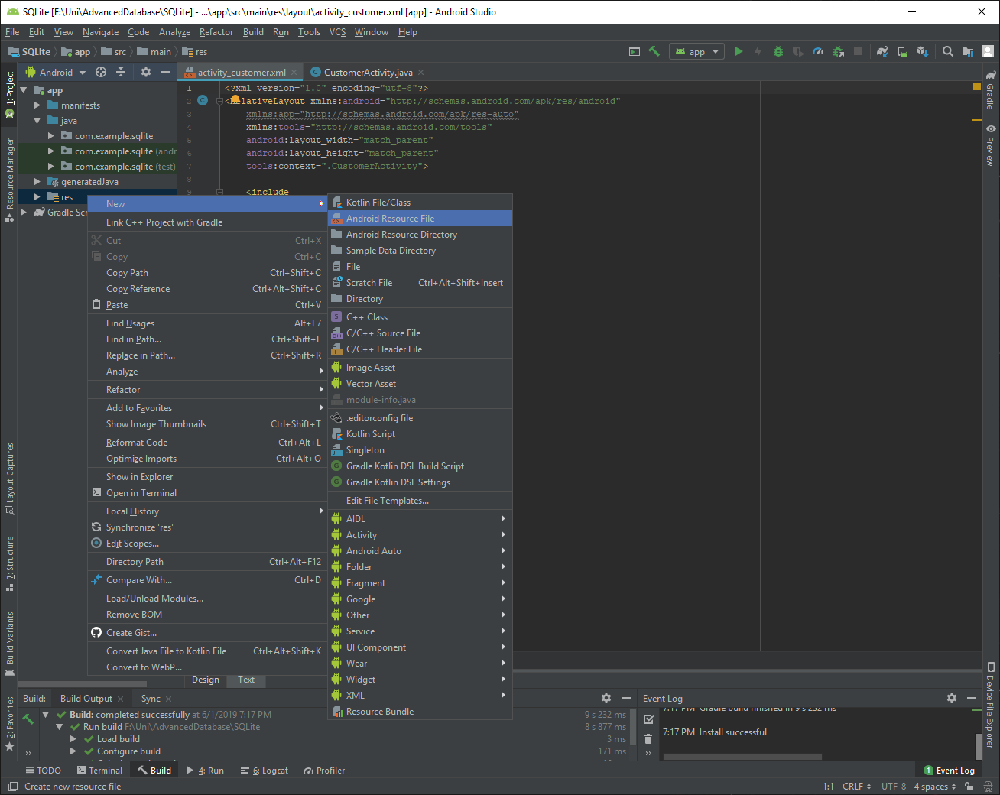 SQLite [F:\Uni\AdvancedDatabase\SQLite] - ...\app\src\main\res\layout\activity_customer.xml [app] - Android Studio
File Edit View Navigate Code Analyze Refactor Build Run Tools VCS Window Help
SQLite app src main res app
Android activity_customer.xml CustomerActivity.java
1: Project
Resource Manager
Layout Captures
7: Structure
Build Variants
2: Favorites
app
manifests
java
com.example.sqlite
com.example.sqlite (andr
com.example.sqlite (test)
generatedJava
res
Gradle Scr
1 <?xml version="1.0" encoding="utf-8"?>
2 lativeLayout xmlns:android="http://schemas.android.com/apk/res/android"
3 xmlns:app="http://schemas.android.com/apk/res-auto"
4 xmlns:tools="http://schemas.android.com/tools"
5 android:layout_width="match_parent"
6 android:layout_height="match_parent"
7 tools:context=".CustomerActivity">
8
9 <include
New
Link C++ Project with Gradle
Cut Ctrl+X
Copy Ctrl+C
Copy Path Ctrl+Shift+C
Copy Reference Ctrl+Alt+Shift+C
Paste Ctrl+V
Find Usages Alt+F7
Find in Path... Ctrl+Shift+F
Replace in Path... Ctrl+Shift+R
Analyze
Refactor
Add to Favorites
Show Image Thumbnails Ctrl+Shift+T
Reformat Code Ctrl+Alt+L
Optimize Imports Ctrl+Alt+O
Show in Explorer
Open in Terminal
Local History
Synchronize 'res'
Edit Scopes...
Directory Path Ctrl+Alt+F12
Compare With... Ctrl+D
Load/Unload Modules...
Remove BOM
Create Gist...
Convert Java File to Kotlin File Ctrl+Alt+Shift+K
Convert to WebP...
Kotlin File/Class
Android Resource File
Android Resource Directory
Sample Data Directory
File
Scratch File Ctrl+Alt+Shift+Insert
Directory
C++ Class
C/C++ Source File
C/C++ Header File
Image Asset
Vector Asset
module-info.java
.editorconfig file
Kotlin Script
Singleton
Gradle Kotlin DSL Build Script
Gradle Kotlin DSL Settings
Edit File Templates...
AIDL
Activity
Android Auto
Folder
Fragment
Google
Other
Service
UI Component
Wear
Widget
XML
Resource Bundle
Gradle
Preview
Device File Explorer
Design Text
Build: Build Output Sync
Build: completed successfully at 6/1/2019 7:17 PM 9 s 232 ms
Run build F:\Uni\AdvancedDatabase\SQLite 8 s 877 ms
Load build 3 ms
Configure build 171 ms
Event Log
7:17 PM Gradle build finished in 9 s 232 ms
7:17 PM Install successful
TODO Terminal Build 4: Run 6: Logcat Profiler 1 Event Log
Create new resource file 1:1 CRLF UTF-8 4 spaces